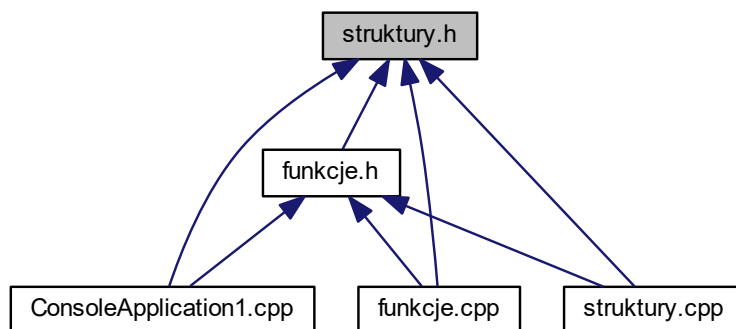 struktury.h
funkcje.h
ConsoleApplication1.cpp
funkcje.cpp
struktury.cpp